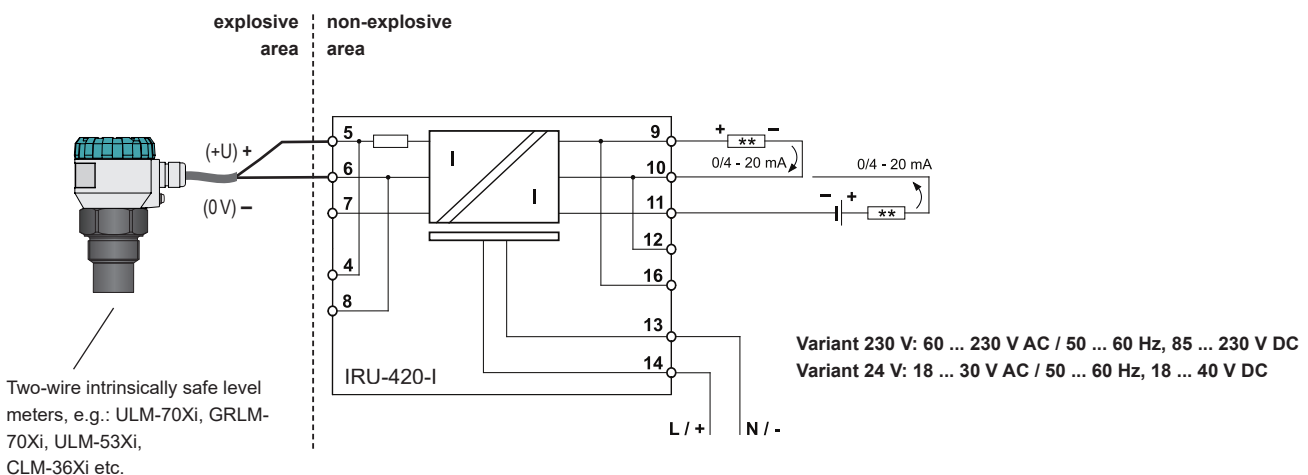 explosive
area
non-explosive
area
(+U) +
(0 V) –
5
6
7
4
8
9
10
11
12
16
13
14
I
I
IRU-420-I
+ ** –
0/4 - 20 mA
0/4 - 20 mA
– +
**
L / +
N / -
Variant 230 V: 60 ... 230 V AC / 50 ... 60 Hz, 85 ... 230 V DC
Variant 24 V: 18 ... 30 V AC / 50 ... 60 Hz, 18 ... 40 V DC
Two-wire intrinsically safe level
meters, e.g.: ULM-70Xi, GRLM-
70Xi, ULM-53Xi,
CLM-36Xi etc.